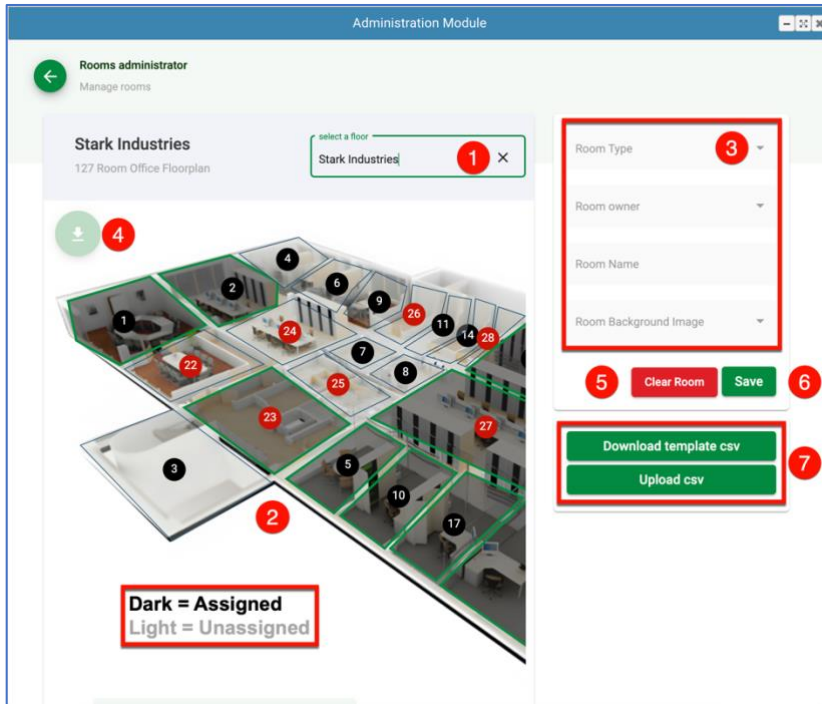 Administration Module
Rooms administrator
Manage rooms
Stark Industries
127 Room Office Floorplan
select a floor
Stark Industries
1
Room Type
3
Room owner
Room Name
Room Background Image
4
5
Clear Room
Save
6
Download template csv
Upload csv
7
4
2
6
9
1
26
11
14
28
24
7
22
25
8
23
27
3
5
10
17
2
Dark = Assigned
Light = Unassigned